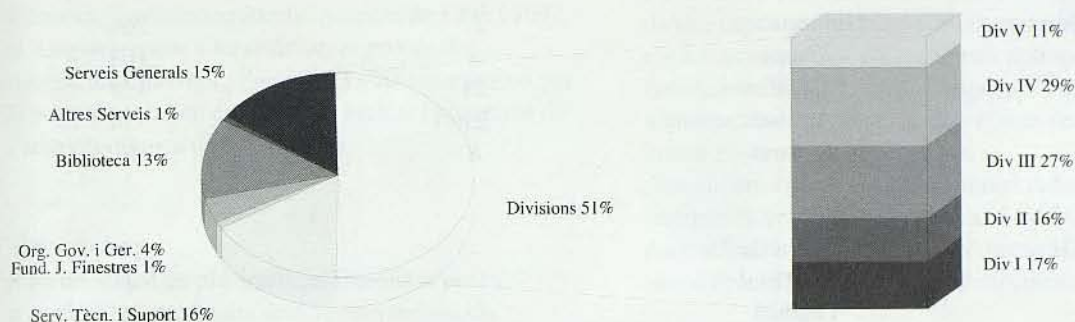 Serveis Generals 15%
Altres Serveis 1%
Biblioteca 13%
Org. Gov. i Ger. 4%
Fund. J. Finestres 1%
Serv. Tècn. i Suport 16%
Divisions 51%
Div V 11%
Div IV 29%
Div III 27%
Div II 16%
Div I 17%